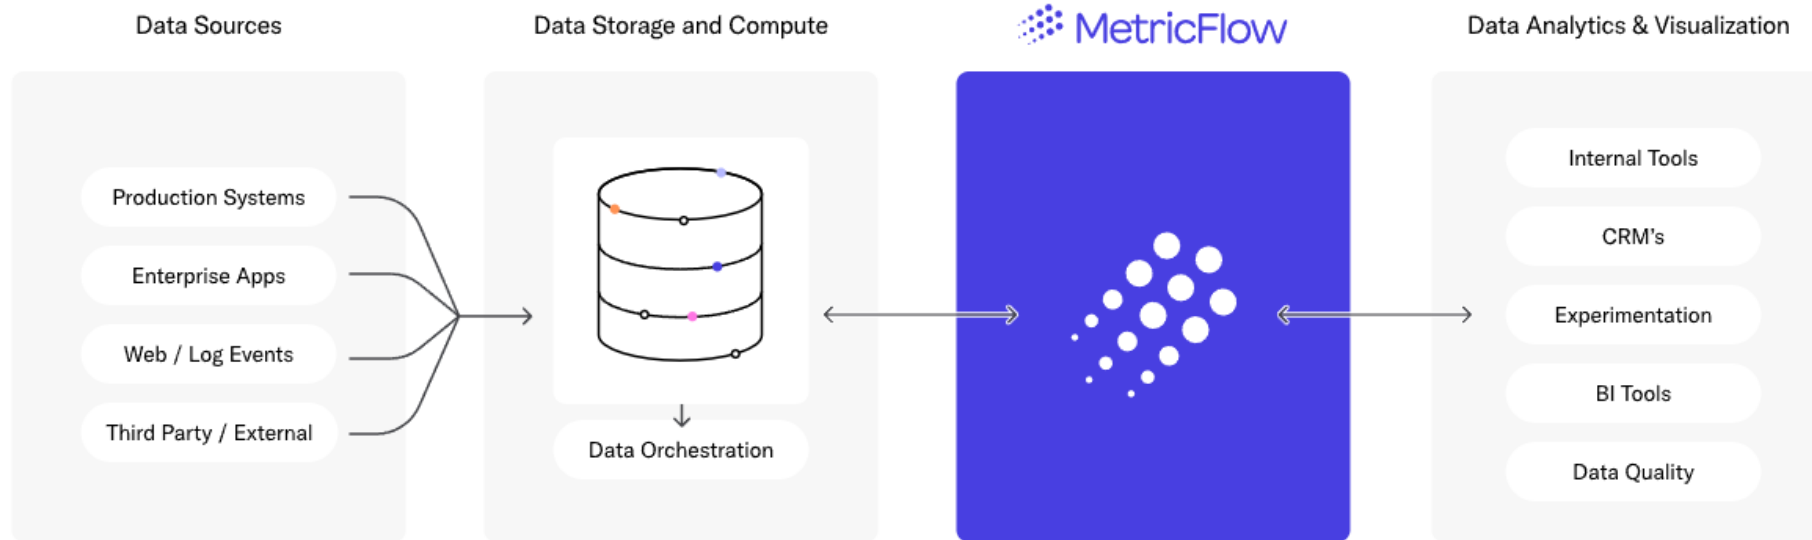 Data Sources
Production Systems
Enterprise Apps
Web / Log Events
Third Party / External
Data Storage and Compute
Data Orchestration
MetricFlow
Data Analytics & Visualization
Internal Tools
CRM’s
Experimentation
BI Tools
Data Quality